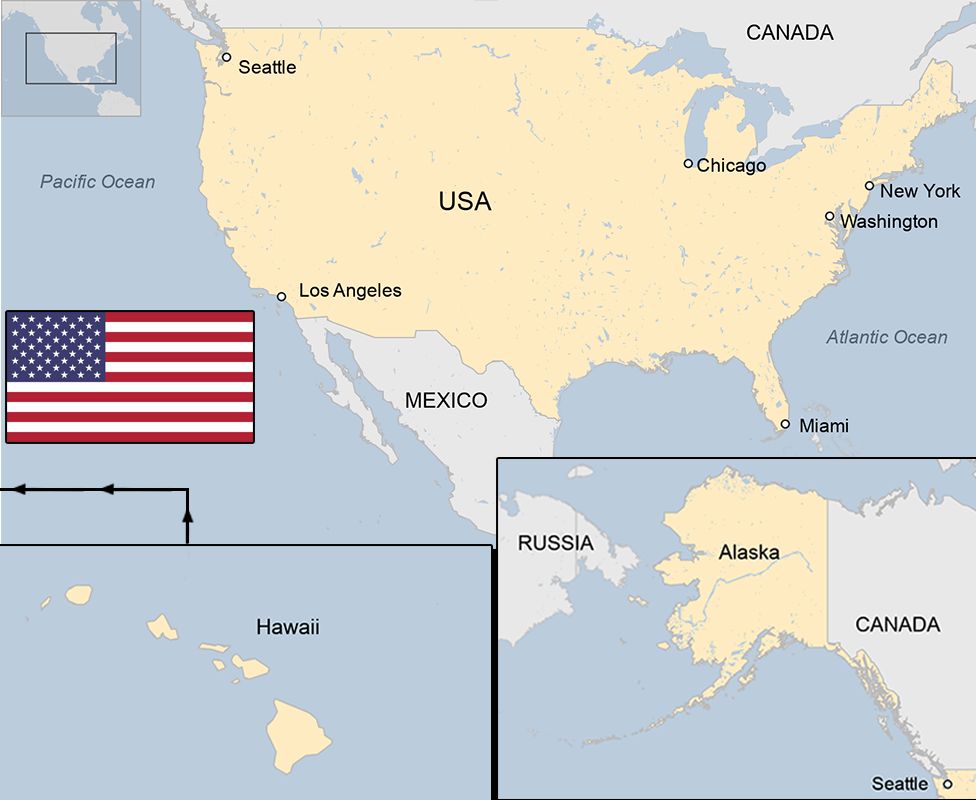 CANADA
Seattle
Chicago
Pacific Ocean
New York
USA
Washington
Los Angeles
Atlantic Ocean
MEXICO
Miami
RUSSIA
Alaska
CANADA
Hawaii
Seattle